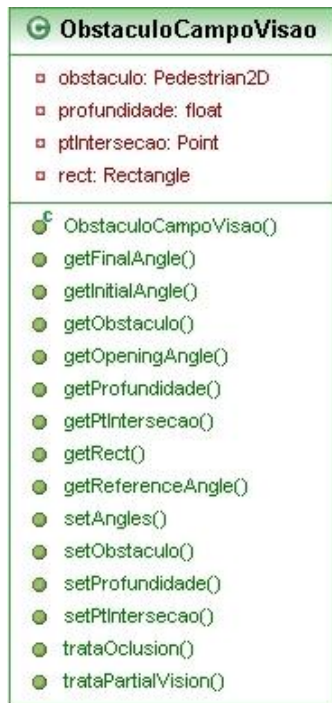 C ObstaculoCampoVisao
obstaculo: Pedestrian2D
profundidade: float
ptIntersecao: Point
rect: Rectangle
C ObstaculoCampoVisao()
getFinalAngle()
getInitialAngle()
getObstaculo()
getOpeningAngle()
getProfundidade()
getPtIntersecao()
getRect()
getReferenceAngle()
setAngles()
setObstaculo()
setProfundidade()
setPtIntersecao()
trataOclusion()
trataPartialVision()